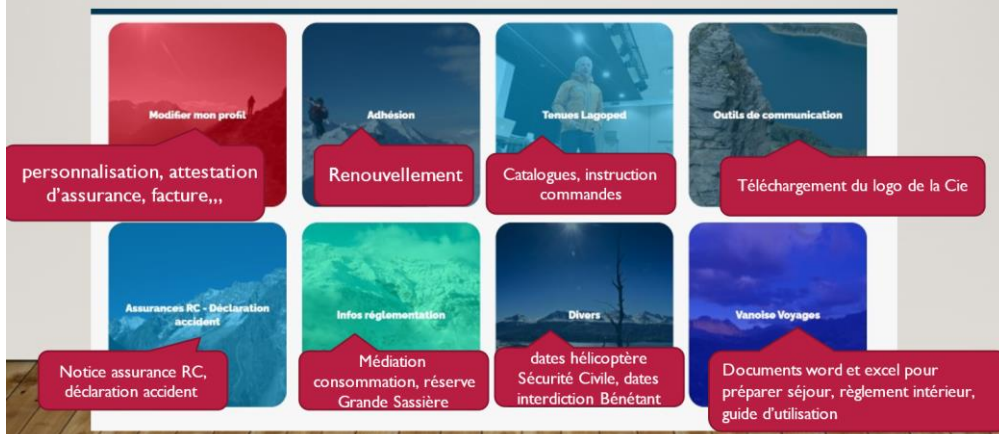 Modifier mon profil
Adhésion
Tenues Lagoped
Outils de communication
personnalisation, attestation
d'assurance, facture,,,
Renouvellement
Catalogues, instruction
commandes
Téléchargement du logo de la Cie
Assurances RC - Déclaration
accident
Infos réglementation
Divers
Vanoise Voyages
Notice assurance RC,
déclaration accident
Médiation
consommation, réserve
Grande Sassière
dates hélicoptère
Sécurité Civile, dates
interdiction Bénétant
Documents word et excel pour
préparer séjour, règlement intérieur,
guide d'utilisation